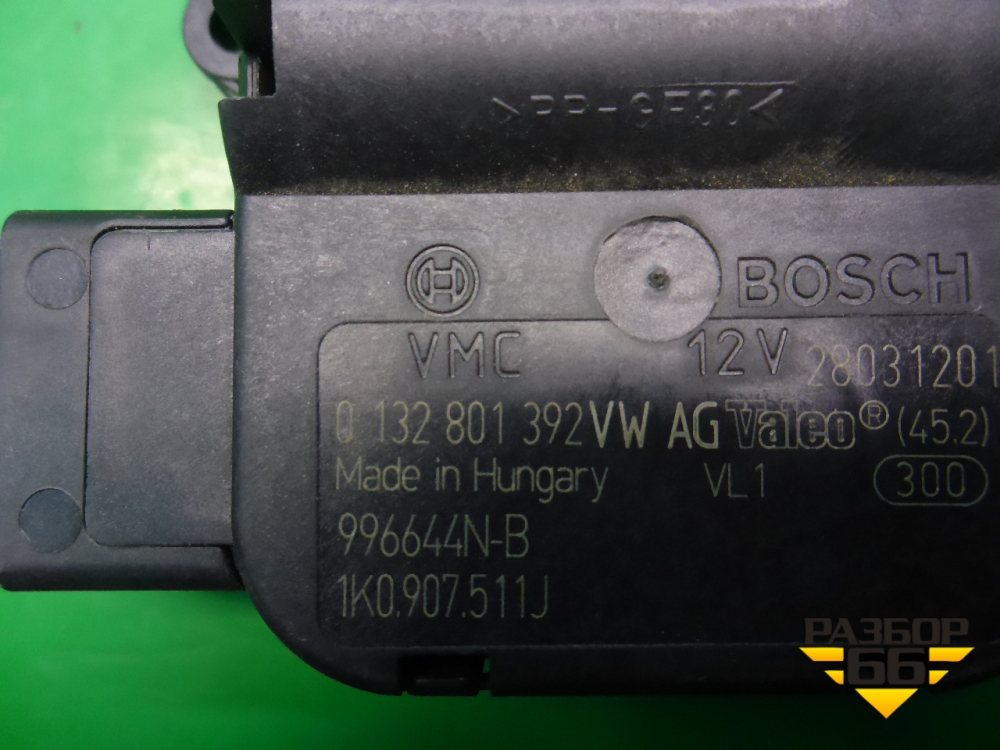 >PP-GF30<
BOSCH
VMC 12V 28031201
0 132 801 392 VW AG Valeo® (45.2)
Made in Hungary VL1 300
996644N-B
1K0.907.511J
РАЗБОР
66